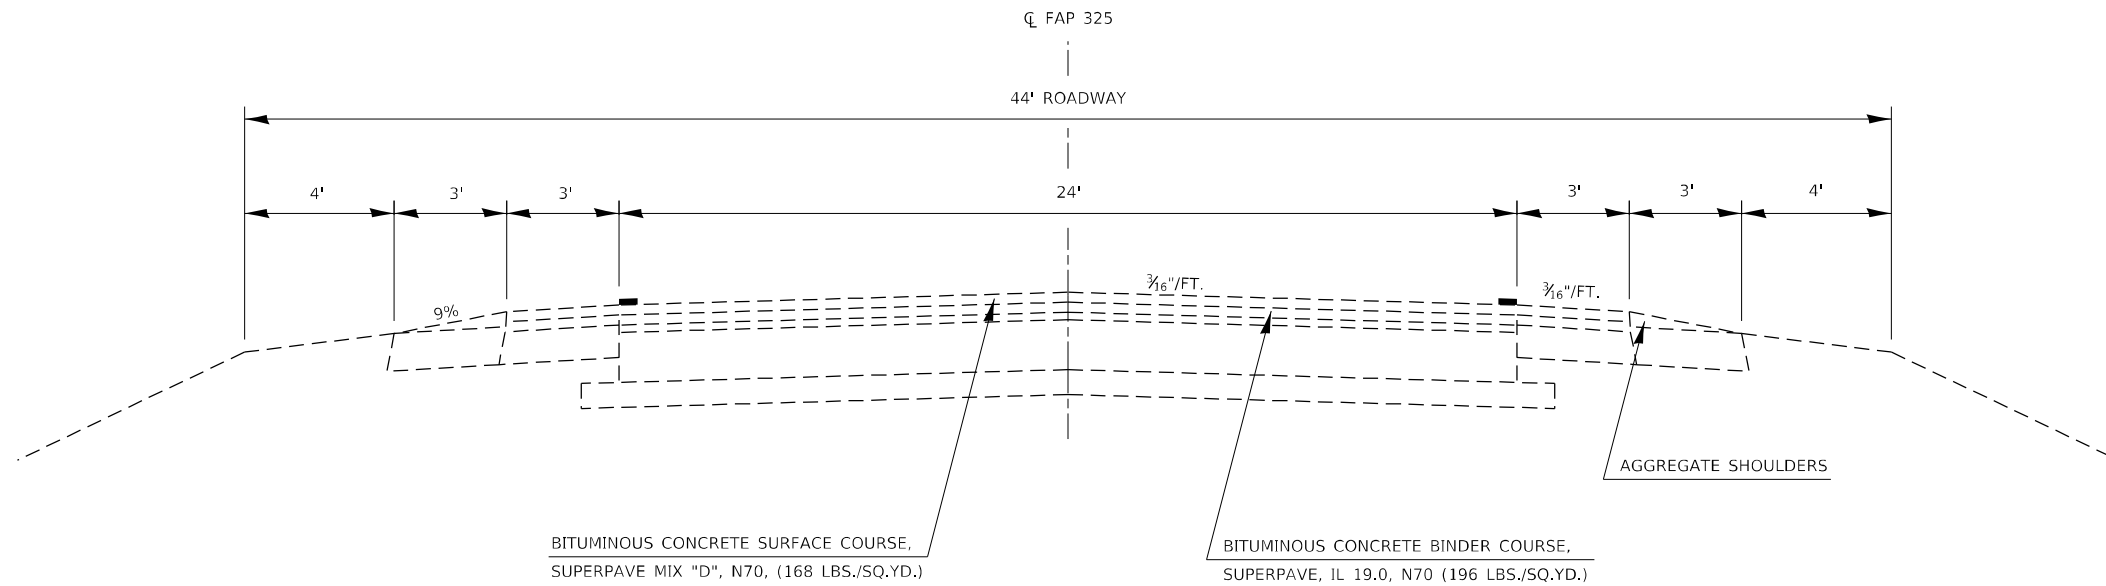 ℄ FAP 325
44' ROADWAY
4' 3' 3' 24' 3' 3' 4'
9% 3/16"/FT. 3/16"/FT.
AGGREGATE SHOULDERS
BITUMINOUS CONCRETE SURFACE COURSE,
SUPERPAVE MIX "D", N70, (168 LBS./SQ.YD.)
BITUMINOUS CONCRETE BINDER COURSE,
SUPERPAVE, IL 19.0, N70 (196 LBS./SQ.YD.)